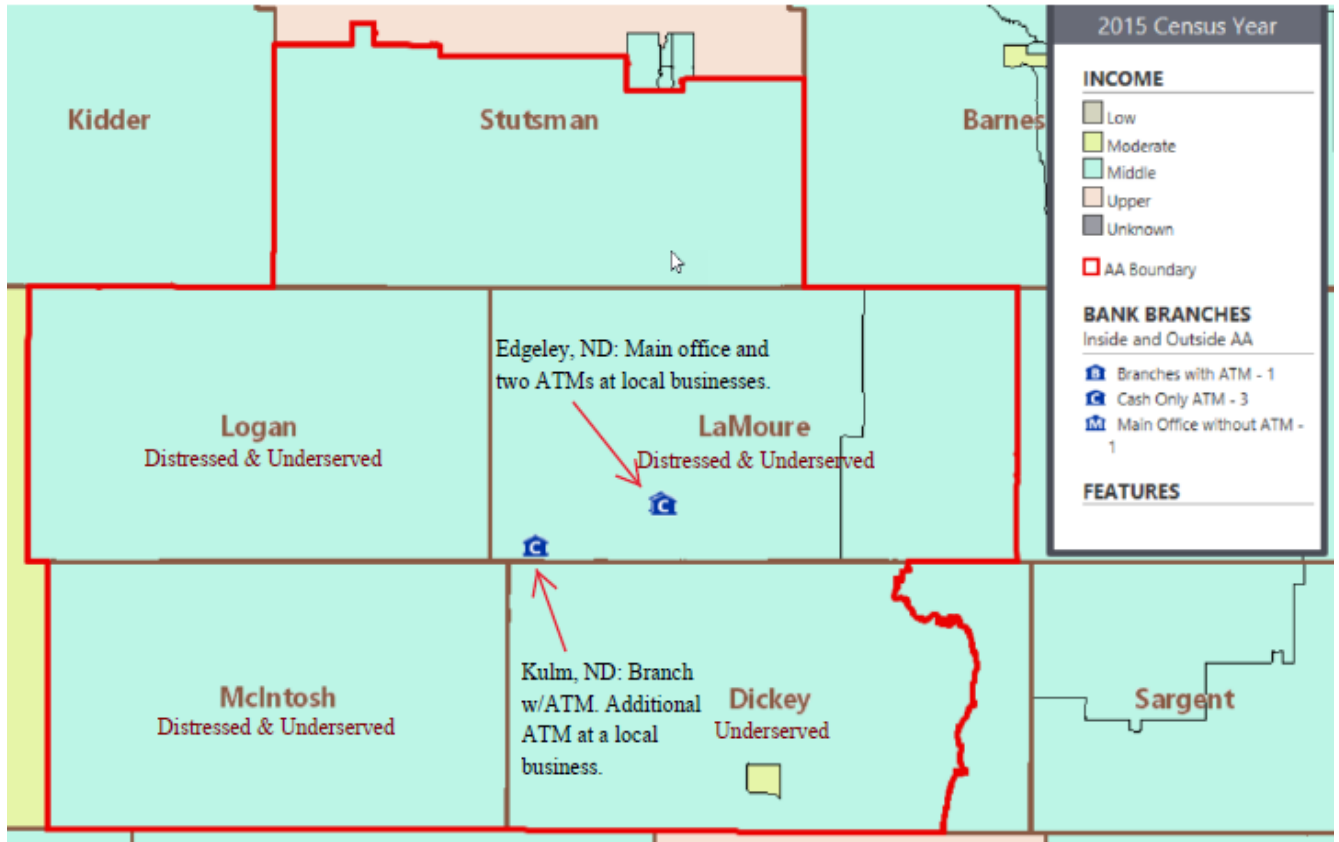 Kidder
Stutsman
Barnes
2015 Census Year
INCOME
Low
Moderate
Middle
Upper
Unknown
AA Boundary
BANK BRANCHES
Inside and Outside AA
B Branches with ATM - 1
C Cash Only ATM - 3
M Main Office without ATM -
1
FEATURES
Edgeley, ND: Main office and
two ATMs at local businesses.
Logan
Distressed & Underserved
LaMoure
Distressed & Underserved
C
C
Kulm, ND: Branch
w/ATM. Additional
ATM at a local
business.
McIntosh
Distressed & Underserved
Dickey
Underserved
Sargent